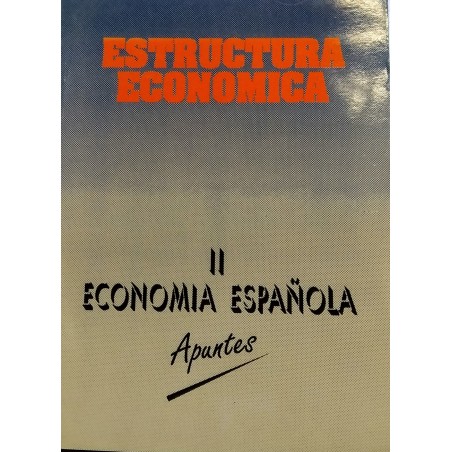 ESTRUCTURA
ECONOMICA
II
ECONOMIA ESPAÑOLA
Apuntes